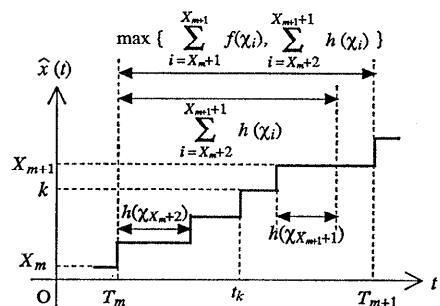 max { ∑_{i=X_m+1}^{X_{m+1}} f(χ_i), ∑_{i=X_m+2}^{X_{m+1}+1} h(χ_i) }
x̂(t)
∑_{i=X_m+2}^{X_{m+1}+1} h(χ_i)
X_{m+1}
k
h(χ_{X_m+2})
h(χ_{X_{m+1}+1})
X_m
O T_m t_k T_{m+1} t